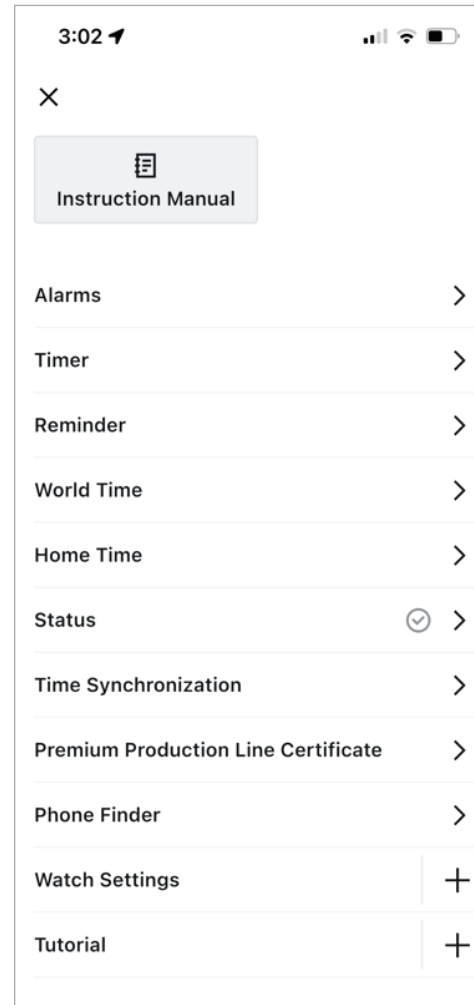 3:02
Instruction Manual
Alarms
Timer
Reminder
World Time
Home Time
Status
Time Synchronization
Premium Production Line Certificate
Phone Finder
Watch Settings
Tutorial